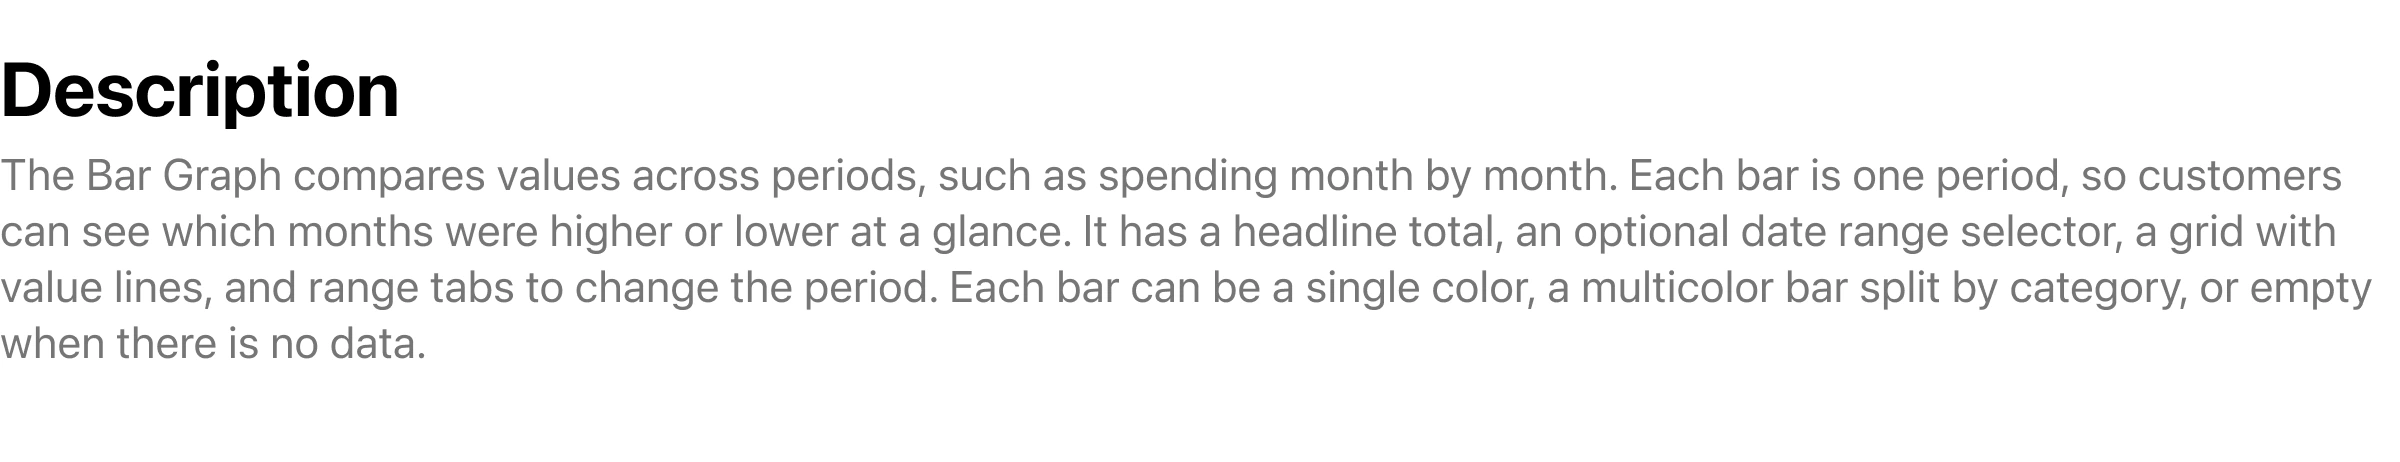 Description
The Bar Graph compares values across periods, such as spending month by month. Each bar is one period, so customers
can see which months were higher or lower at a glance. It has a headline total, an optional date range selector, a grid with
value lines, and range tabs to change the period. Each bar can be a single color, a multicolor bar split by category, or empty
when there is no data.